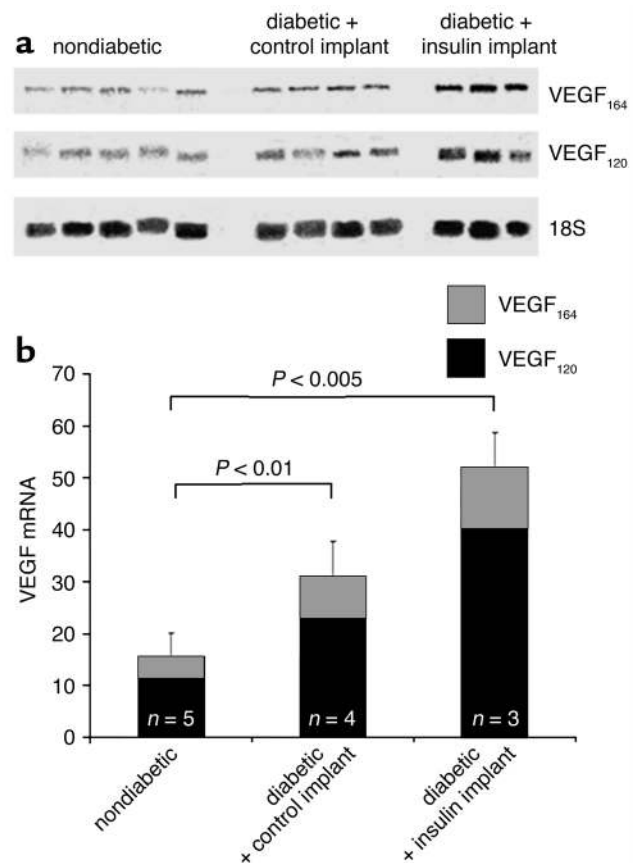 a
nondiabetic
diabetic +
control implant
diabetic +
insulin implant
VEGF₁₆₄
VEGF₁₂₀
18S
VEGF₁₆₄
VEGF₁₂₀
b
VEGF mRNA
70
60
50
40
30
20
10
0
P < 0.005
P < 0.01
n = 5
n = 4
n = 3
nondiabetic
diabetic
+ control implant
diabetic
+ insulin implant